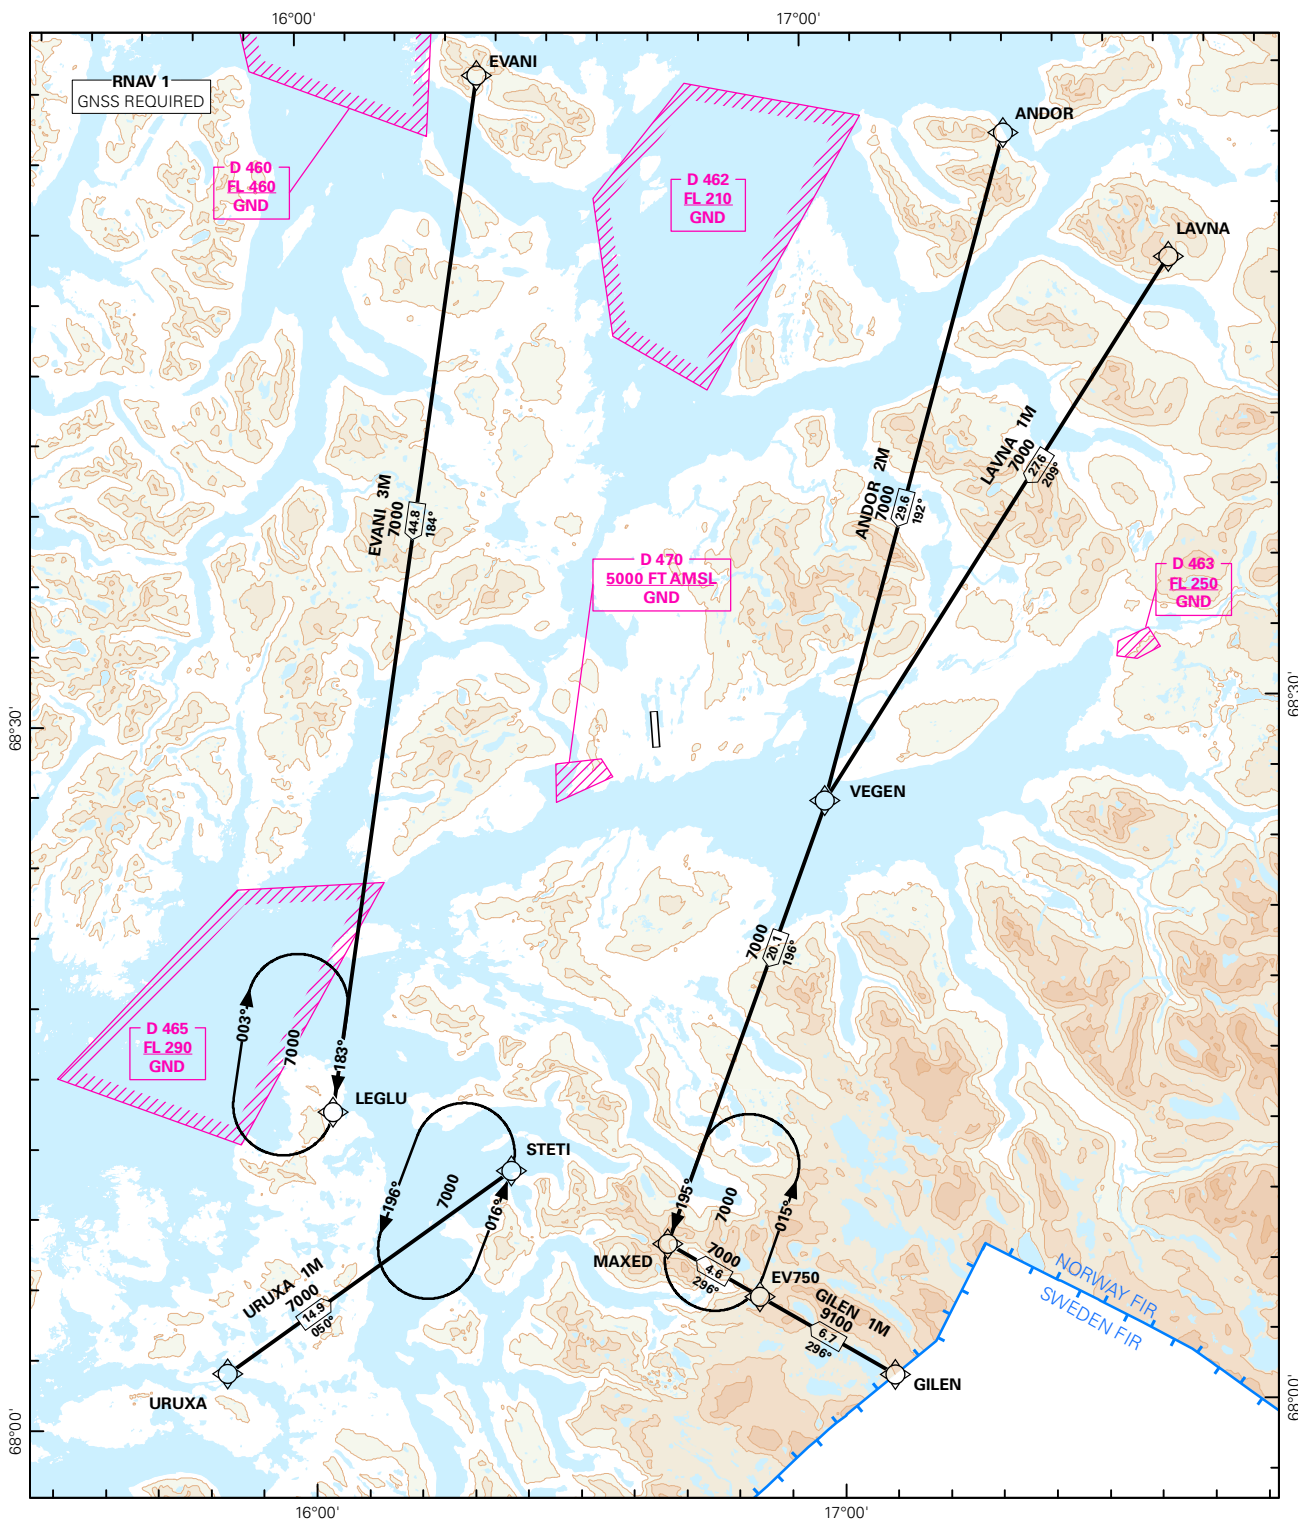 16°00'
17°00'
RNAV 1
GNSS REQUIRED
EVANI
ANDOR
D 460
FL 460
GND
D 462
FL 210
GND
LAVNA
LAVNA 1M
7000
27.6
209°
ANDOR 2M
7000
29.6
192°
EVANI 3M
7000
44.8
184°
D 470
5000 FT AMSL
GND
D 463
FL 250
GND
68°30'
68°30'
VEGEN
7000
20.1
196°
003°
7000
183°
D 465
FL 290
GND
LEGLU
STETI
196°
7000
016°
195°
7000
015°
MAXED
7000
4.6
296°
EV750
GILEN 1M
9100
6.7
296°
GILEN
NORWAY FIR
SWEDEN FIR
URUXA 1M
7000
14.9
050°
URUXA
68°00'
68°00'
16°00'
17°00'